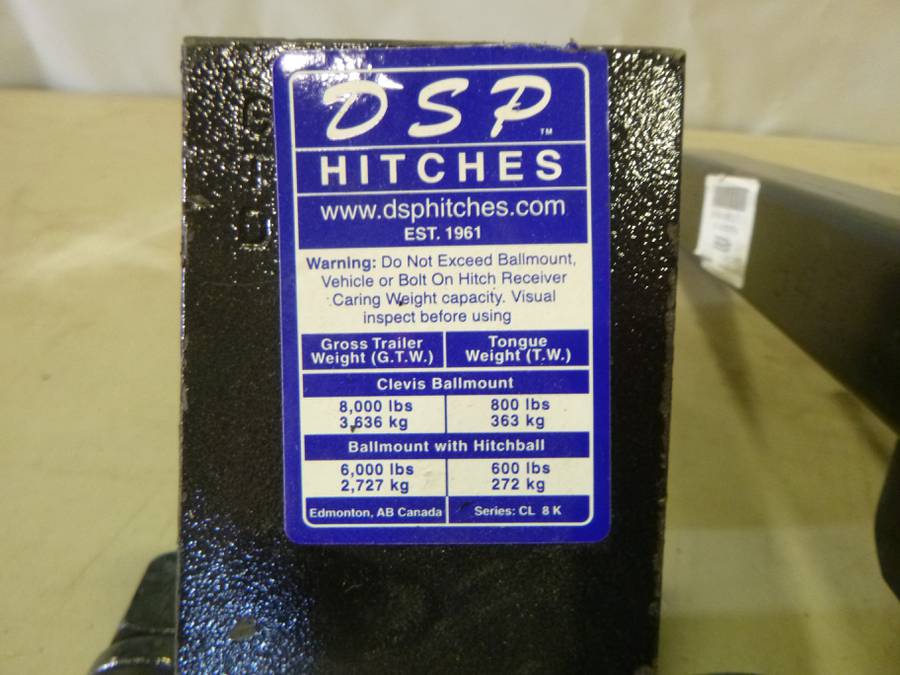 DSP™
HITCHES
www.dsphitches.com
EST. 1961
Warning: Do Not Exceed Ballmount,
Vehicle or Bolt On Hitch Receiver
Caring Weight capacity. Visual
inspect before using
Gross Trailer Weight (G.T.W.) Tongue Weight (T.W.)
Clevis Ballmount
8,000 lbs 800 lbs
3,636 kg 363 kg
Ballmount with Hitchball
6,000 lbs 600 lbs
2,727 kg 272 kg
Edmonton, AB Canada Series: CL 8 K